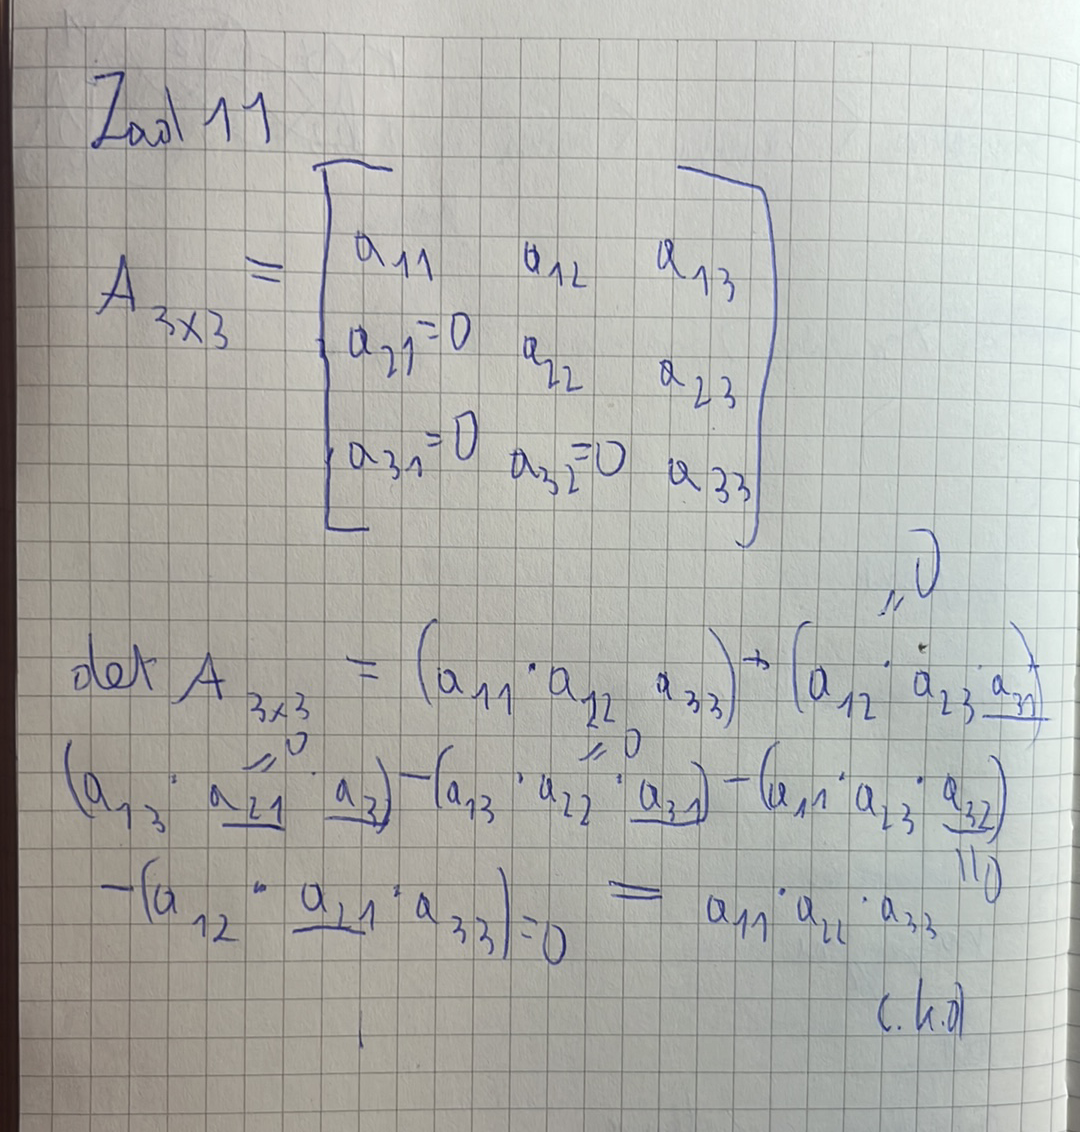 Zad 11
a₁₁ a₁₂ a₁₃
A₃ₓ₃ = a₂₁=0 a₂₂ a₂₃
a₃₁=0 a₃₂=0 a₃₃
=0
det A₃ₓ₃ = (a₁₁ · a₂₂ a₃₃) + (a₁₂ · a₂₃ · a₃₁)
=0 =0
(a₁₃ · a₂₁ · a₃) - (a₁₃ · a₂₂ · a₃₁) - (a₁₁ · a₂₃ · a₃₂)
=0
-(a₁₂ · a₂₁ · a₃₃)=0 = a₁₁ · a₂₂ · a₃₃
c.k.d